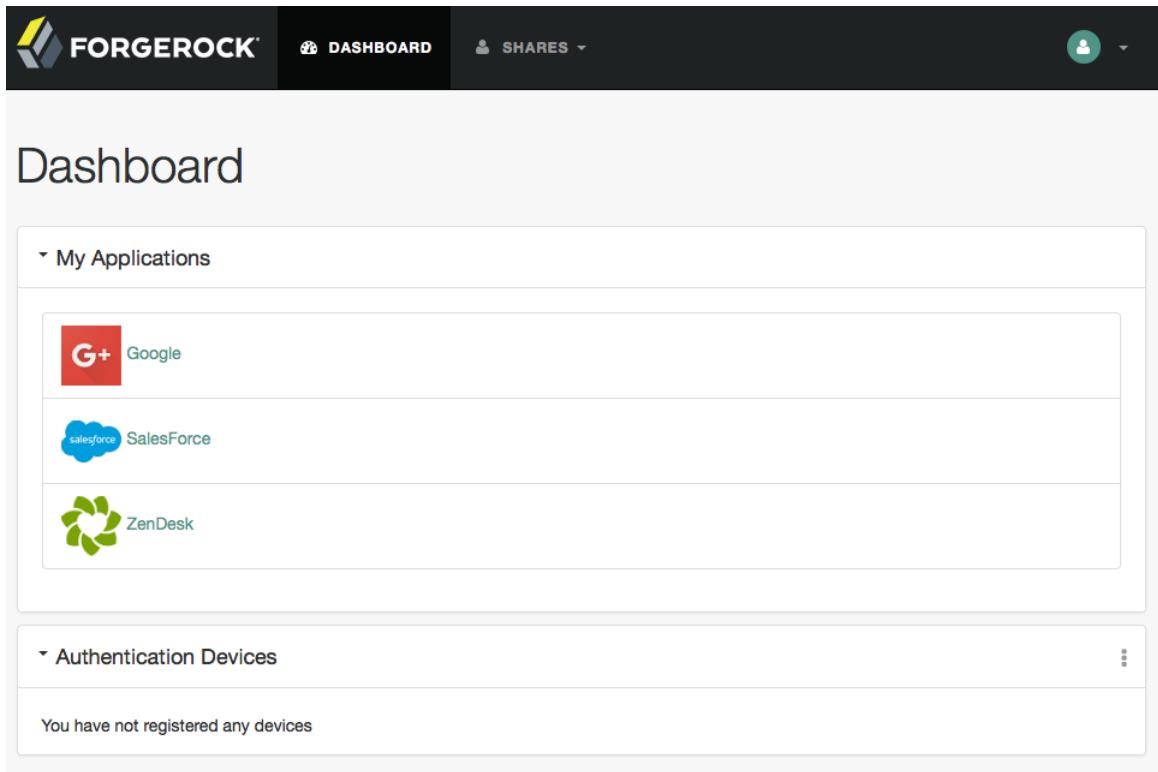 FORGEROCK
DASHBOARD
SHARES
Dashboard
My Applications
G+ Google
salesforce SalesForce
ZenDesk
Authentication Devices
You have not registered any devices